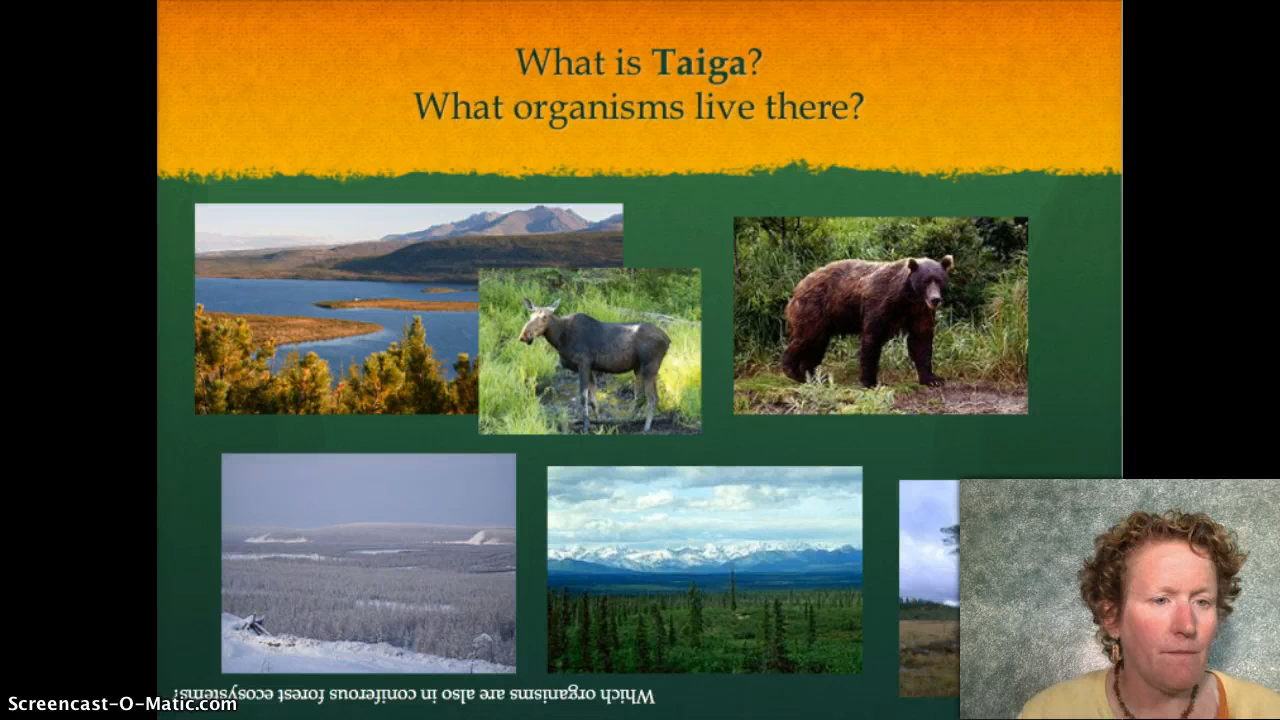 What is Taiga?
What organisms live there?
Which organisms are also in coniferous forest ecosystems?
Screencast-O-Matic.com